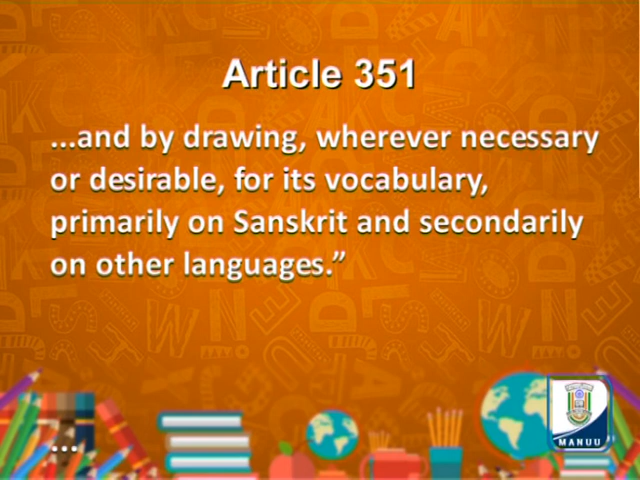 Article 351
...and by drawing, wherever necessary
or desirable, for its vocabulary,
primarily on Sanskrit and secondarily
on other languages.”
...
MANUU